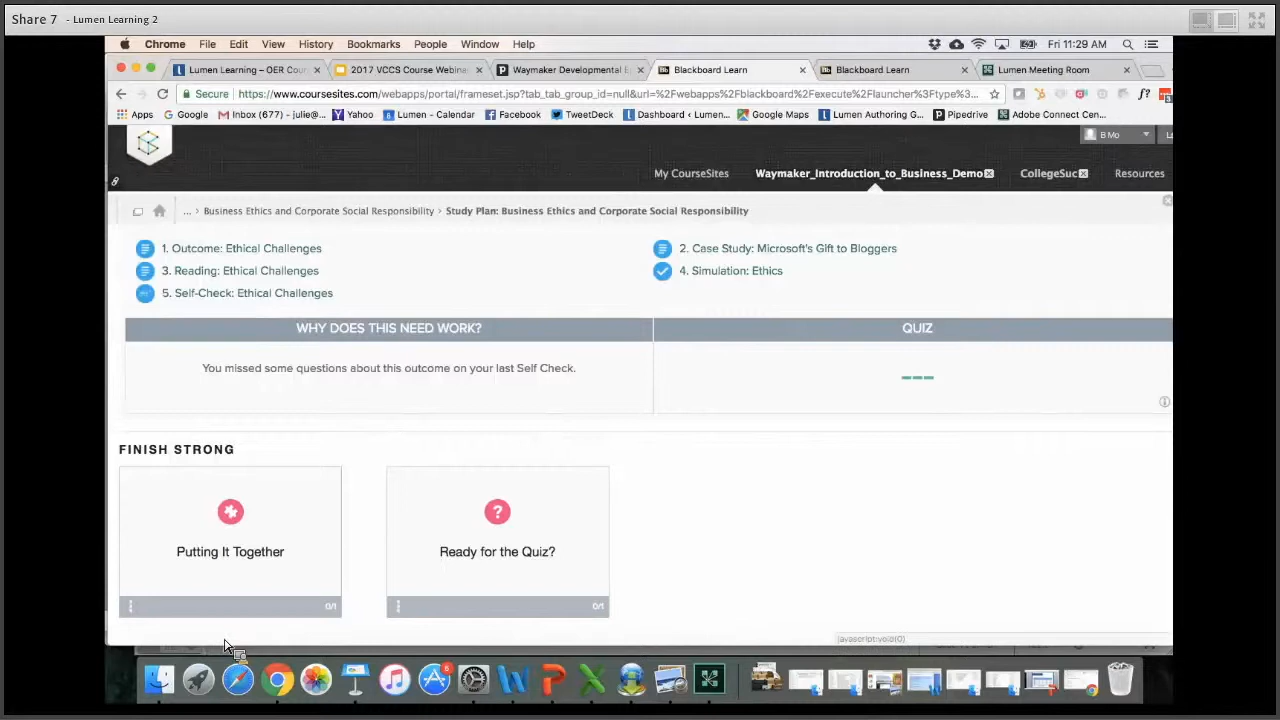 Share 7 - Lumen Learning 2
Chrome File Edit View History Bookmarks People Window Help Fri 11:29 AM
Lumen Learning – OER Cou 2017 VCCS Course Webina Waymaker Developmental E Blackboard Learn Blackboard Learn Lumen Meeting Room
Secure https://www.coursesites.com/webapps/portal/frameset.jsp?tab_tab_group_id=null&url=%2Fwebapps%2Fblackboard%2Fexecute%2Flauncher%3Ftype%3...
Apps Google Inbox (677) - julie@... Yahoo Lumen - Calendar Facebook TweetDeck Dashboard ‹ Lumen... Google Maps Lumen Authoring G... Pipedrive Adobe Connect Cen...
B Mo
My CourseSites Waymaker_Introduction_to_Business_Demo CollegeSuc Resources
... › Business Ethics and Corporate Social Responsibility › Study Plan: Business Ethics and Corporate Social Responsibility
1. Outcome: Ethical Challenges 2. Case Study: Microsoft's Gift to Bloggers
3. Reading: Ethical Challenges 4. Simulation: Ethics
5. Self-Check: Ethical Challenges
WHY DOES THIS NEED WORK? QUIZ
You missed some questions about this outcome on your last Self Check.
FINISH STRONG
Putting It Together Ready for the Quiz?
0/1 0/1
javascript:void(0)